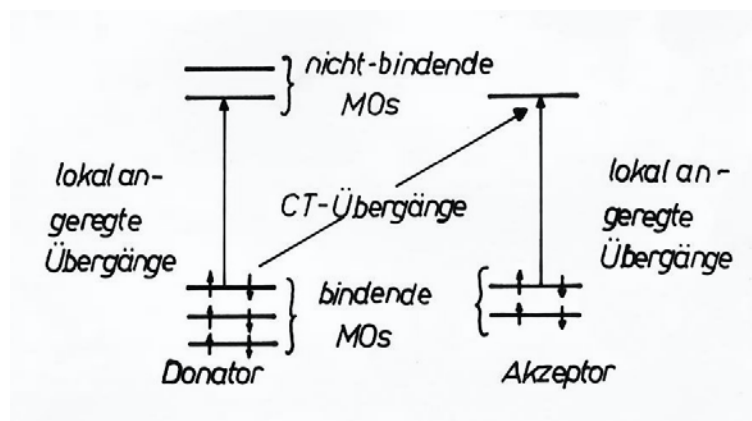 nicht-bindende
MOs
lokal an-
geregte
Übergänge
CT-Übergänge
lokal an-
geregte
Übergänge
bindende
MOs
Donator
Akzeptor